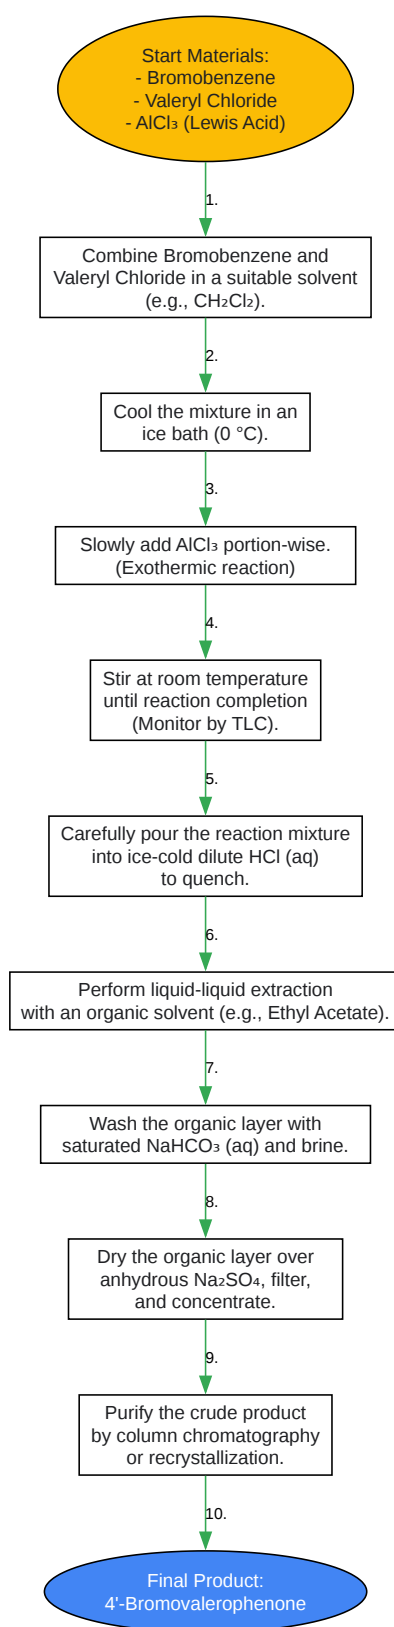 Start Materials:
- Bromobenzene
- Valeryl Chloride
- AlCl₃ (Lewis Acid)
1.
Combine Bromobenzene and
Valeryl Chloride in a suitable solvent
(e.g., CH₂Cl₂).
2.
Cool the mixture in an
ice bath (0 °C).
3.
Slowly add AlCl₃ portion-wise.
(Exothermic reaction)
4.
Stir at room temperature
until reaction completion
(Monitor by TLC).
5.
Carefully pour the reaction mixture
into ice-cold dilute HCl (aq)
to quench.
6.
Perform liquid-liquid extraction
with an organic solvent (e.g., Ethyl Acetate).
7.
Wash the organic layer with
saturated NaHCO₃ (aq) and brine.
8.
Dry the organic layer over
anhydrous Na₂SO₄, filter,
and concentrate.
9.
Purify the crude product
by column chromatography
or recrystallization.
10.
Final Product:
4'-Bromovalerophenone